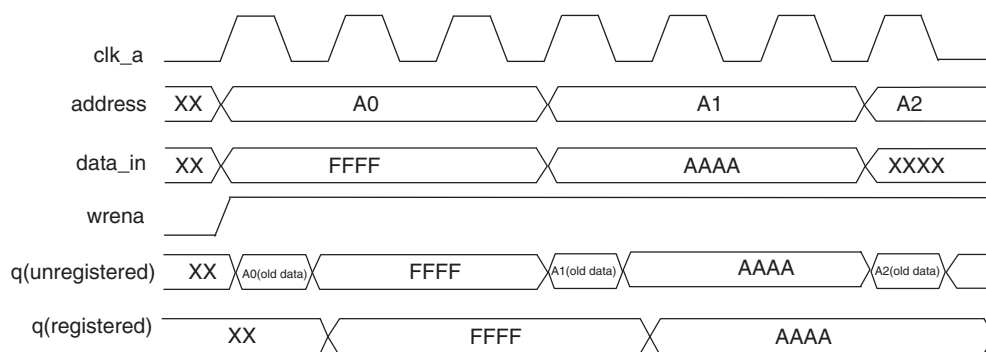 clk_a
address XX A0 A1 A2
data_in XX FFFF AAAA XXXX
wrena
q(unregistered) XX A0(old data) FFFF A1(old data) AAAA A2(old data)
q(registered) XX FFFF AAAA